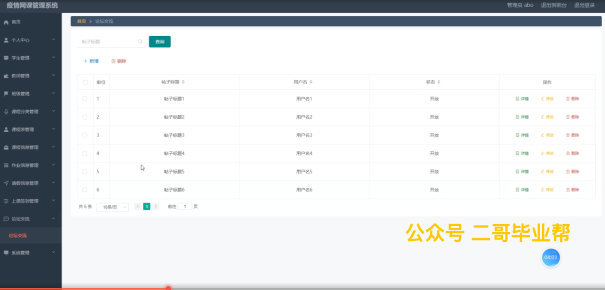 疫情网课管理系统
管理员 abo 退出到前台 退出登录
首页
首页 > 论坛交流
个人中心
帖子标题 查询
学生管理
新增 删除
教师管理
班级管理
索引 帖子标题 用户名 状态 操作
1 帖子标题1 用户名1 开放 详情 修改 删除
2 帖子标题2 用户名2 开放 详情 修改 删除
3 帖子标题3 用户名3 开放 详情 修改 删除
4 帖子标题4 用户名4 开放 详情 修改 删除
5 帖子标题5 用户名5 开放 详情 修改 删除
6 帖子标题6 用户名6 开放 详情 修改 删除
课程分类管理
课程表管理
课程信息管理
作业信息管理
请假信息管理
上课签到管理
论坛交流
论坛交流
系统管理
共 6 条 10条/页 1 前往 1 页
公众号 二哥毕业帮